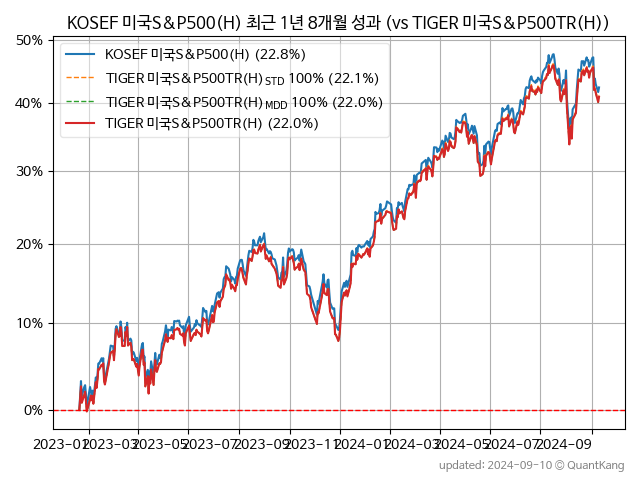 KOSEF 미국S&P500(H) 최근 1년 8개월 성과 (vs TIGER 미국S&P500TR(H))
50%
40%
30%
20%
10%
0%
KOSEF 미국S&P500(H) (22.8%)
TIGER 미국S&P500TR(H) STD 100% (22.1%)
TIGER 미국S&P500TR(H) MDD 100% (22.0%)
TIGER 미국S&P500TR(H) (22.0%)
2023-01 2023-03 2023-05 2023-07 2023-09 2023-11 2024-01 2024-03 2024-05 2024-07 2024-09
updated: 2024-09-10 © QuantKang